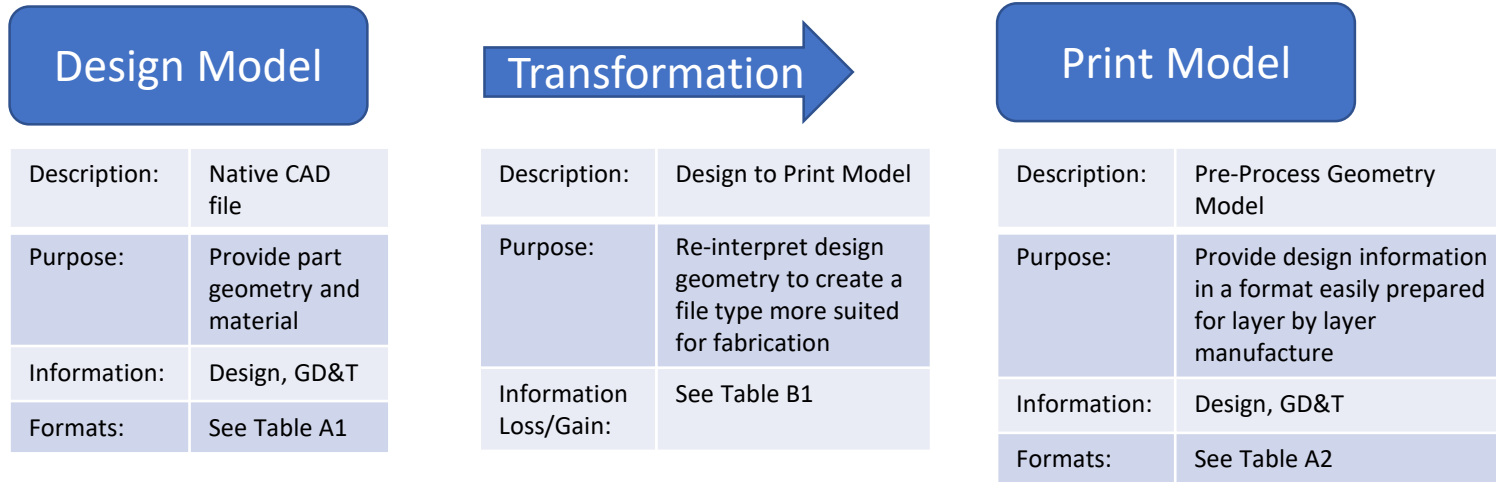 Design Model
Description: Native CAD
file
Purpose: Provide part
geometry and
material
Information: Design, GD&T
Formats: See Table A1
Transformation
Description: Design to Print Model
Purpose: Re-interpret design
geometry to create a
file type more suited
for fabrication
Information See Table B1
Loss/Gain:
Print Model
Description: Pre-Process Geometry
Model
Purpose: Provide design information
in a format easily prepared
for layer by layer
manufacture
Information: Design, GD&T
Formats: See Table A2